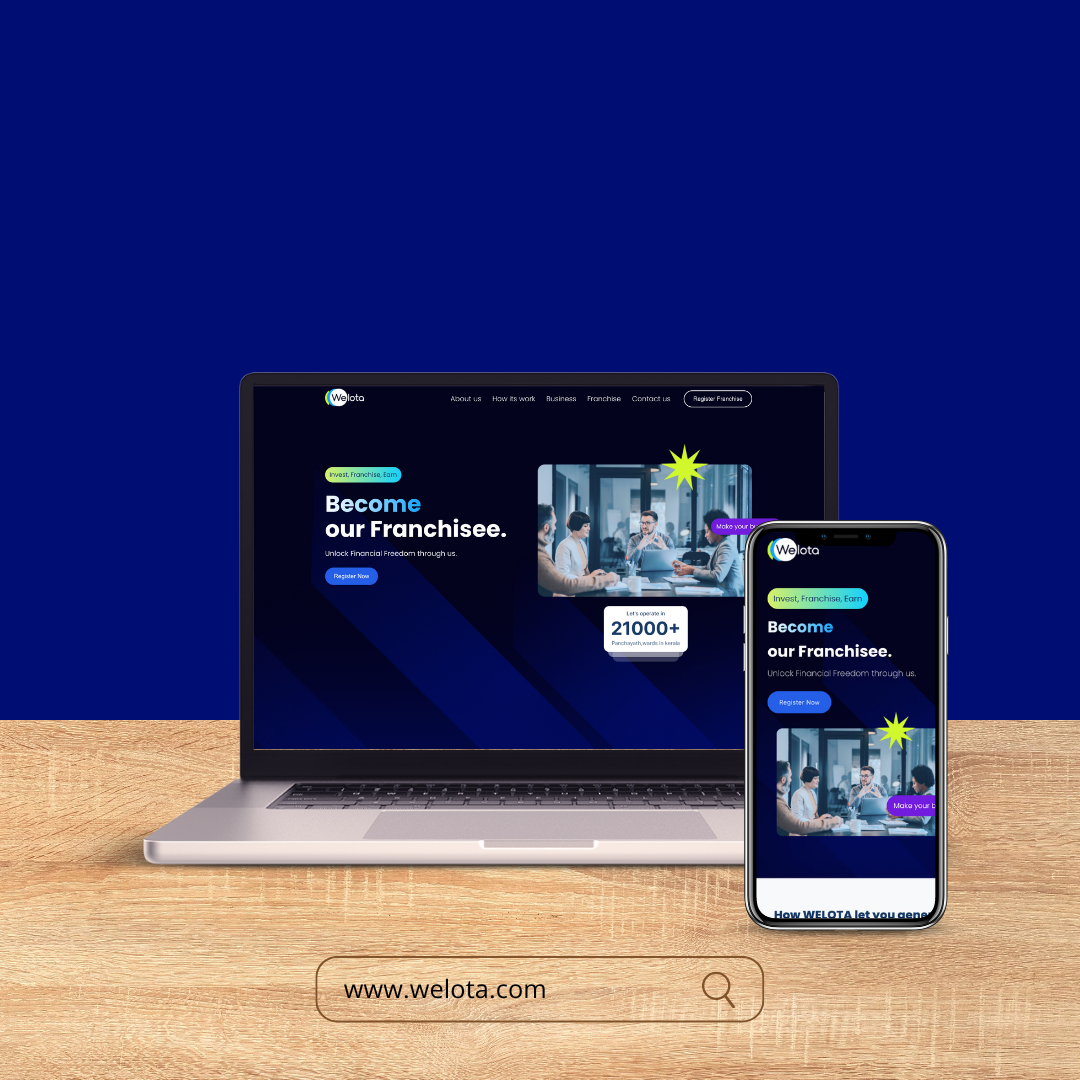 Welota
About us How its work Business Franchise Contact us Register Franchise
Invest, Franchise, Earn
Become
our Franchisee.
Unlock Financial Freedom through us.
Register Now
Make your
Let's operate in
21000+
Panchayath,wards in kerala
Welota
Invest, Franchise, Earn
Become
our Franchisee.
Unlock Financial Freedom through us.
Register Now
Make your b
How WELOTA let you gene
www.welota.com